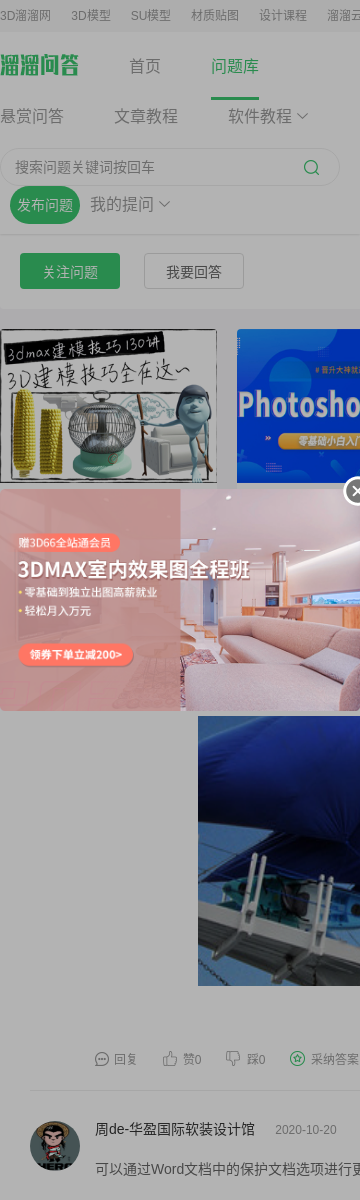 3D溜溜网 3D模型 SU模型 材质贴图 设计课程 溜溜云
溜溜问答 首页 问题库
悬赏问答 文章教程 软件教程
搜索问题关键词按回车
发布问题 我的提问
关注问题 我要回答
3dmax建模技巧130讲
3D建模技巧全在这~
#晋升大神就
Photosho
零基础小白入门
赠3D66全站通会员
3DMAX室内效果图全程班
• 零基础到独立出图高薪就业
• 轻松月入万元
领券下单立减200>
回复 赞0 踩0 采纳答案
周de-华盈国际软装设计馆 2020-10-20
可以通过Word文档中的保护文档选项进行更